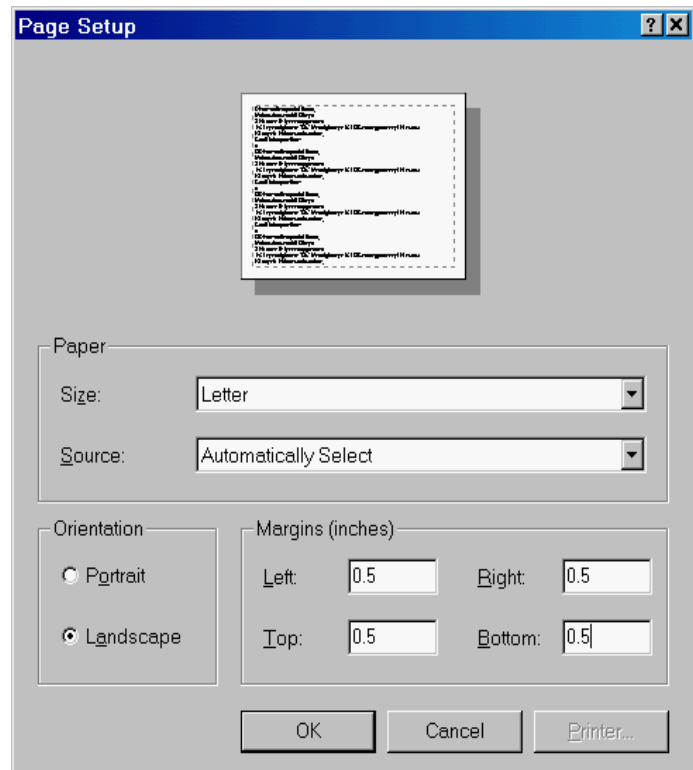 Page Setup
Paper
Size: Letter
Source: Automatically Select
Orientation
Portrait
Landscape
Margins (inches)
Left: 0.5 Right: 0.5
Top: 0.5 Bottom: 0.5
OK Cancel Printer...